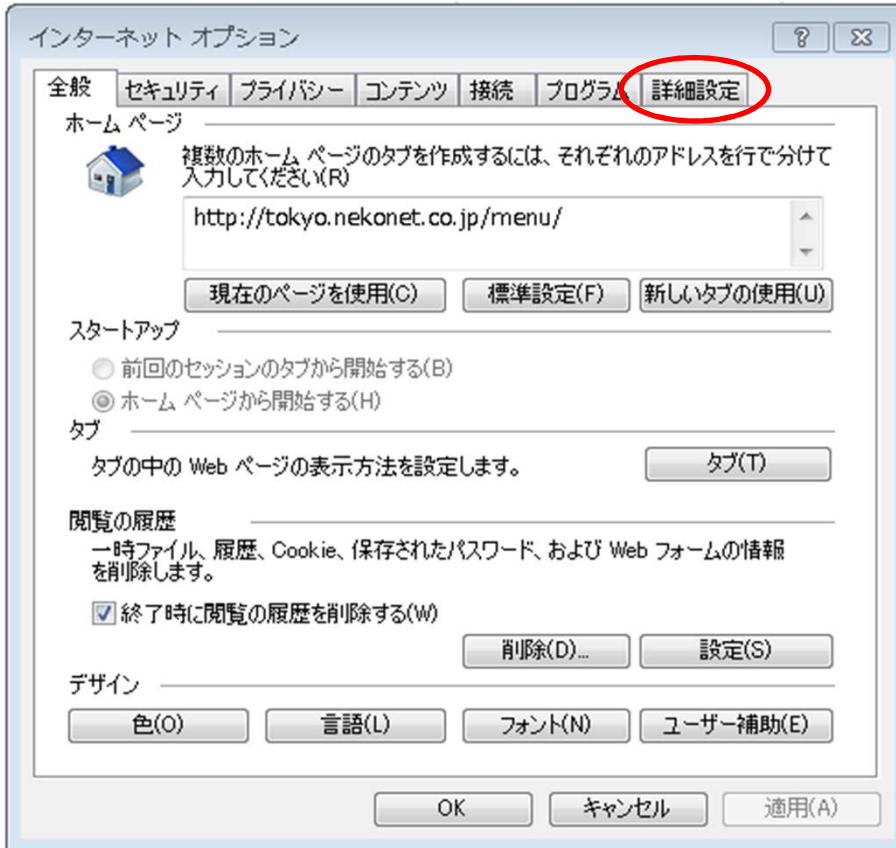 インターネット オプション
全般 セキュリティ プライバシー コンテンツ 接続 プログラム 詳細設定
ホーム ページ
複数のホーム ページのタブを作成するには、それぞれのアドレスを行で分けて
入力してください(R)
http://tokyo.nekonet.co.jp/menu/
現在のページを使用(C) 標準設定(F) 新しいタブの使用(U)
スタートアップ
前回のセッションのタブから開始する(B)
ホーム ページから開始する(H)
タブ
タブの中の Web ページの表示方法を設定します。 タブ(T)
閲覧の履歴
一時ファイル、履歴、Cookie、保存されたパスワード、および Web フォームの情報
を削除します。
終了時に閲覧の履歴を削除する(W)
削除(D)... 設定(S)
デザイン
色(O) 言語(L) フォント(N) ユーザー補助(E)
OK キャンセル 適用(A)